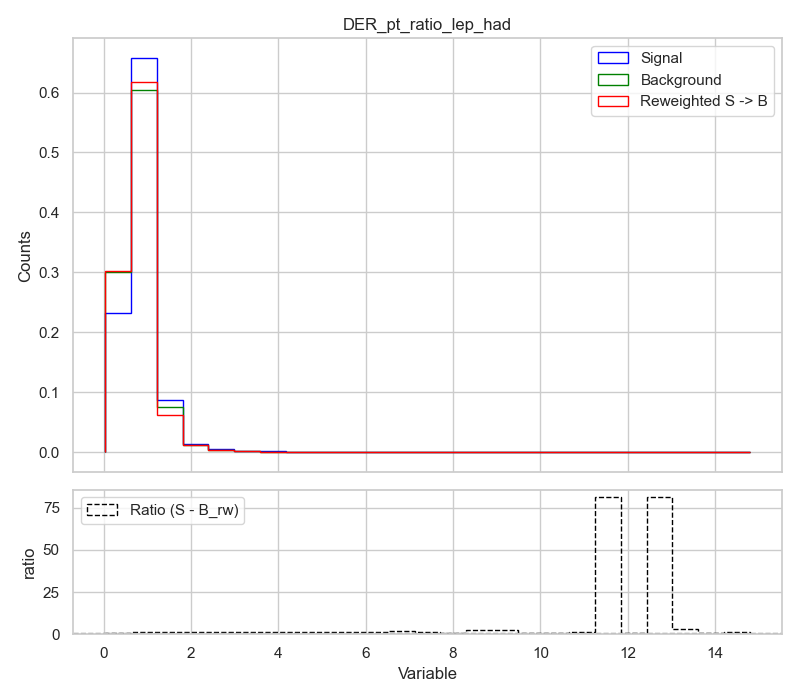 DER_pt_ratio_lep_had
Signal
Background
Reweighted S -> B
Counts
0.6
0.5
0.4
0.3
0.2
0.1
0.0
Ratio (S - B_rw)
ratio
75
50
25
0
0 2 4 6 8 10 12 14
Variable